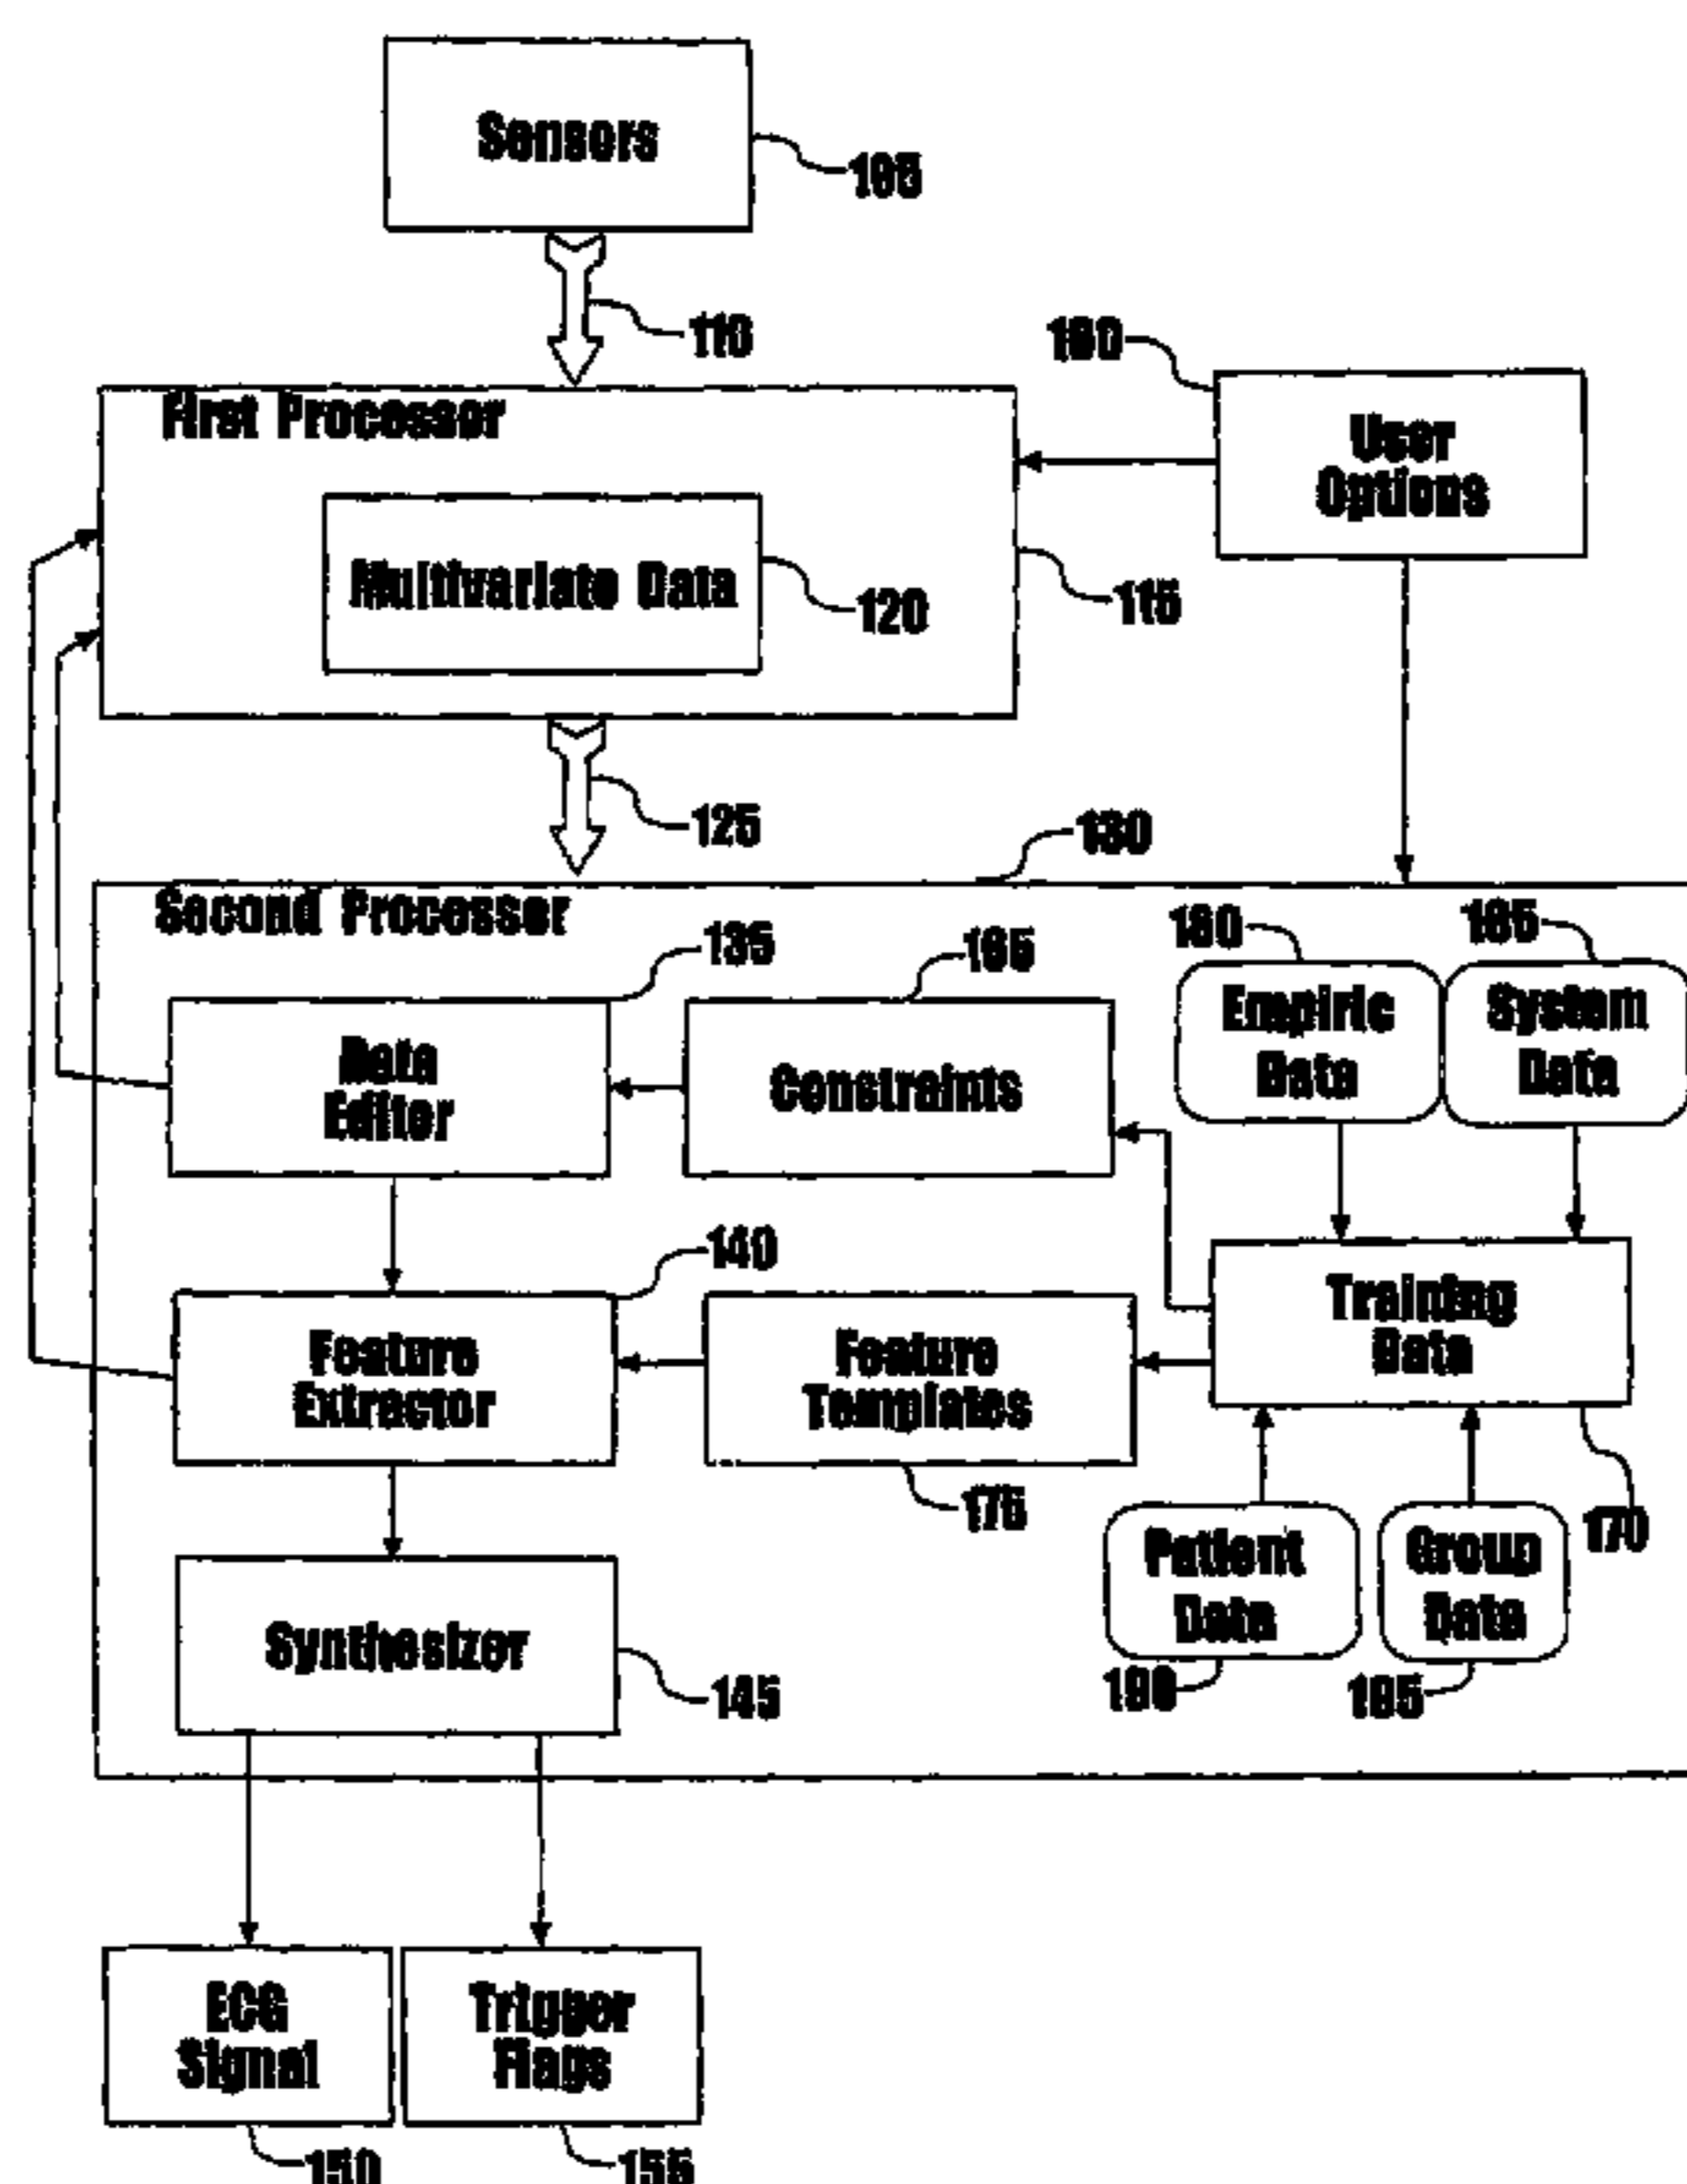 Sensors
105
110
160
First Processor
User
Options
Multivariate Data
120
115
125
130
Second Processor
135
165
180
185
Data
Editor
Constraints
Empiric
Data
System
Data
140
Feature
Extractor
Feature
Templates
Training
Data
175
170
Patient
Data
Group
Data
Synthesizer
145
190
195
ECG
Signal
Trigger
Flags
150
155